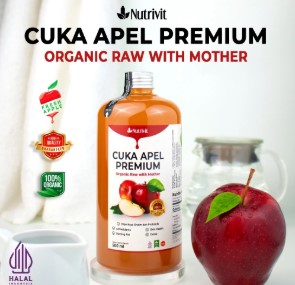 Nutrivit
CUKA APEL PREMIUM
ORGANIC RAW WITH MOTHER
FRESH APPLE
QUALITY
100%
ORGANIC
HALAL
INDONESIA
Nutrivit
CUKA APEL
PREMIUM
Organic Raw with mother